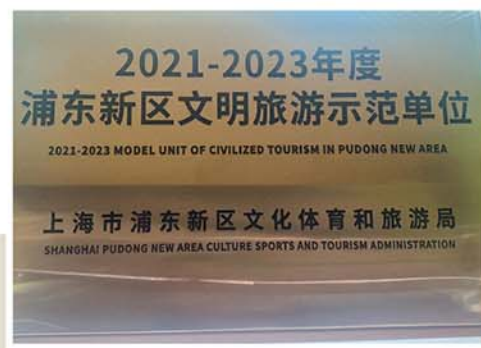 2021-2023年度
浦东新区文明旅游示范单位
2021-2023 MODEL UNIT OF CIVILIZED TOURISM IN PUDONG NEW AREA
上海市浦东新区文化体育和旅游局
SHANGHAI PUDONG NEW AREA CULTURE SPORTS AND TOURISM ADMINISTRATION